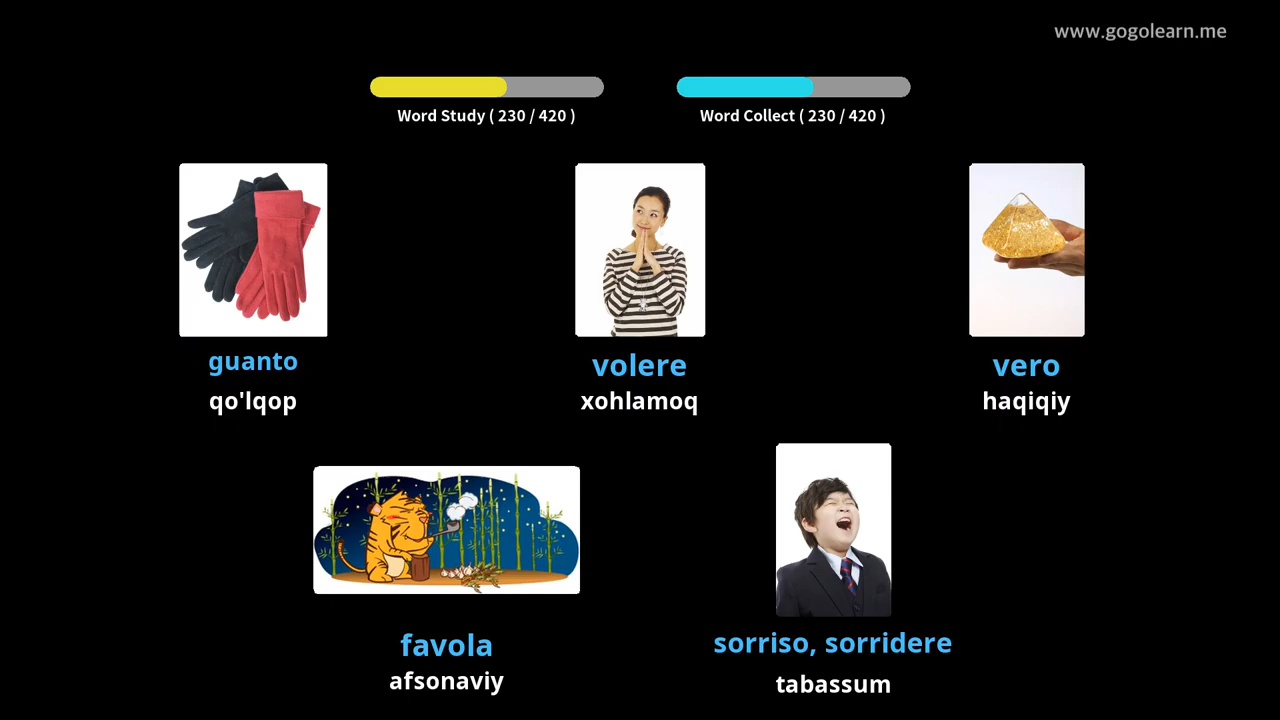 www.gogolearn.me
Word Study ( 230 / 420 )
Word Collect ( 230 / 420 )
guanto
qo'lqop
volere
xohlamoq
vero
haqiqiy
favola
afsonaviy
sorriso, sorridere
tabassum